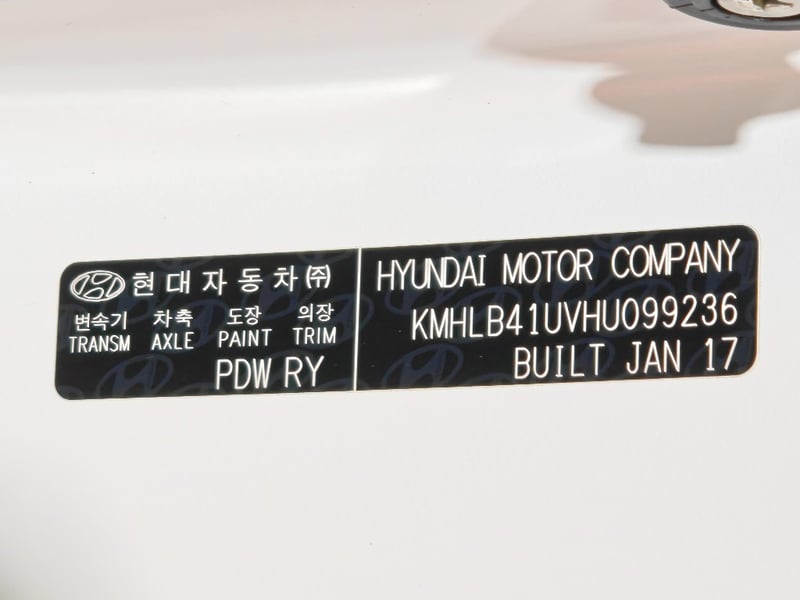 현대자동차㈜
변속기 차축 도장 의장
TRANSM AXLE PAINT TRIM
PDW RY
HYUNDAI MOTOR COMPANY
KMHLB41UVHU099236
BUILT JAN 17